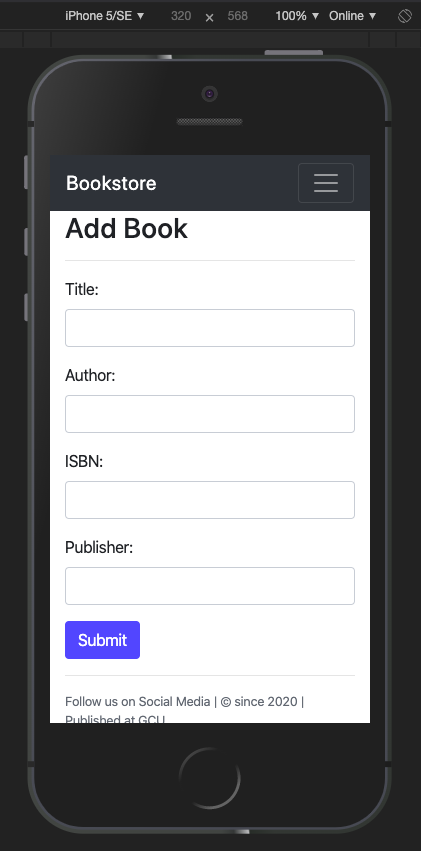 iPhone 5/SE ▼ 320 × 568 100% ▼ Online ▼
Bookstore
Add Book
Title:
Author:
ISBN:
Publisher:
Submit
Follow us on Social Media | © since 2020 |
Published at GCU